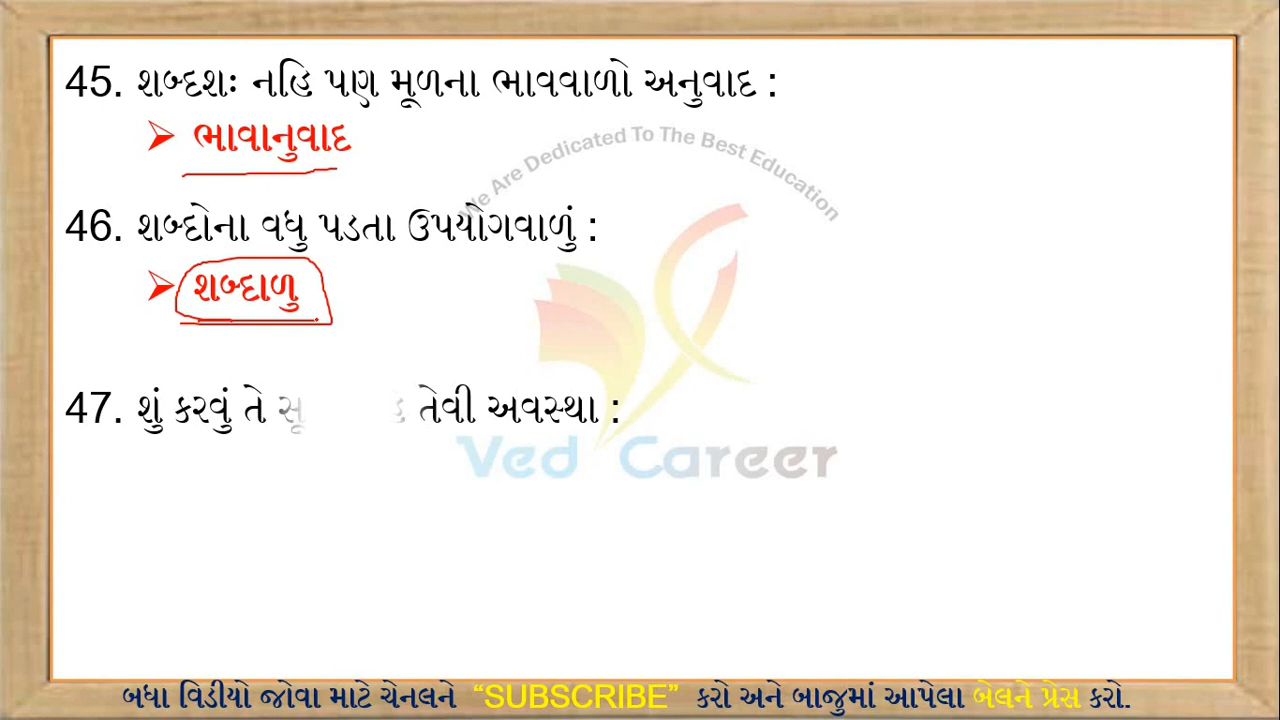 45. શબ્દશઃ નહિ પણ મૂળના ભાવવાળો અનુવાદ :
➢ ભાવાનુવાદ
We Are Dedicated To The Best Education
46. શબ્દોના વધુ પડતા ઉપયોગવાળું :
➢ શબ્દાળુ
47. શું કરવું તે તેવી અવસ્થા :
Ved Career
બધા વિડીયો જોવા માટે ચેનલને “SUBSCRIBE” કરો અને બાજુમાં આપેલા બેલને પ્રેસ કરો.